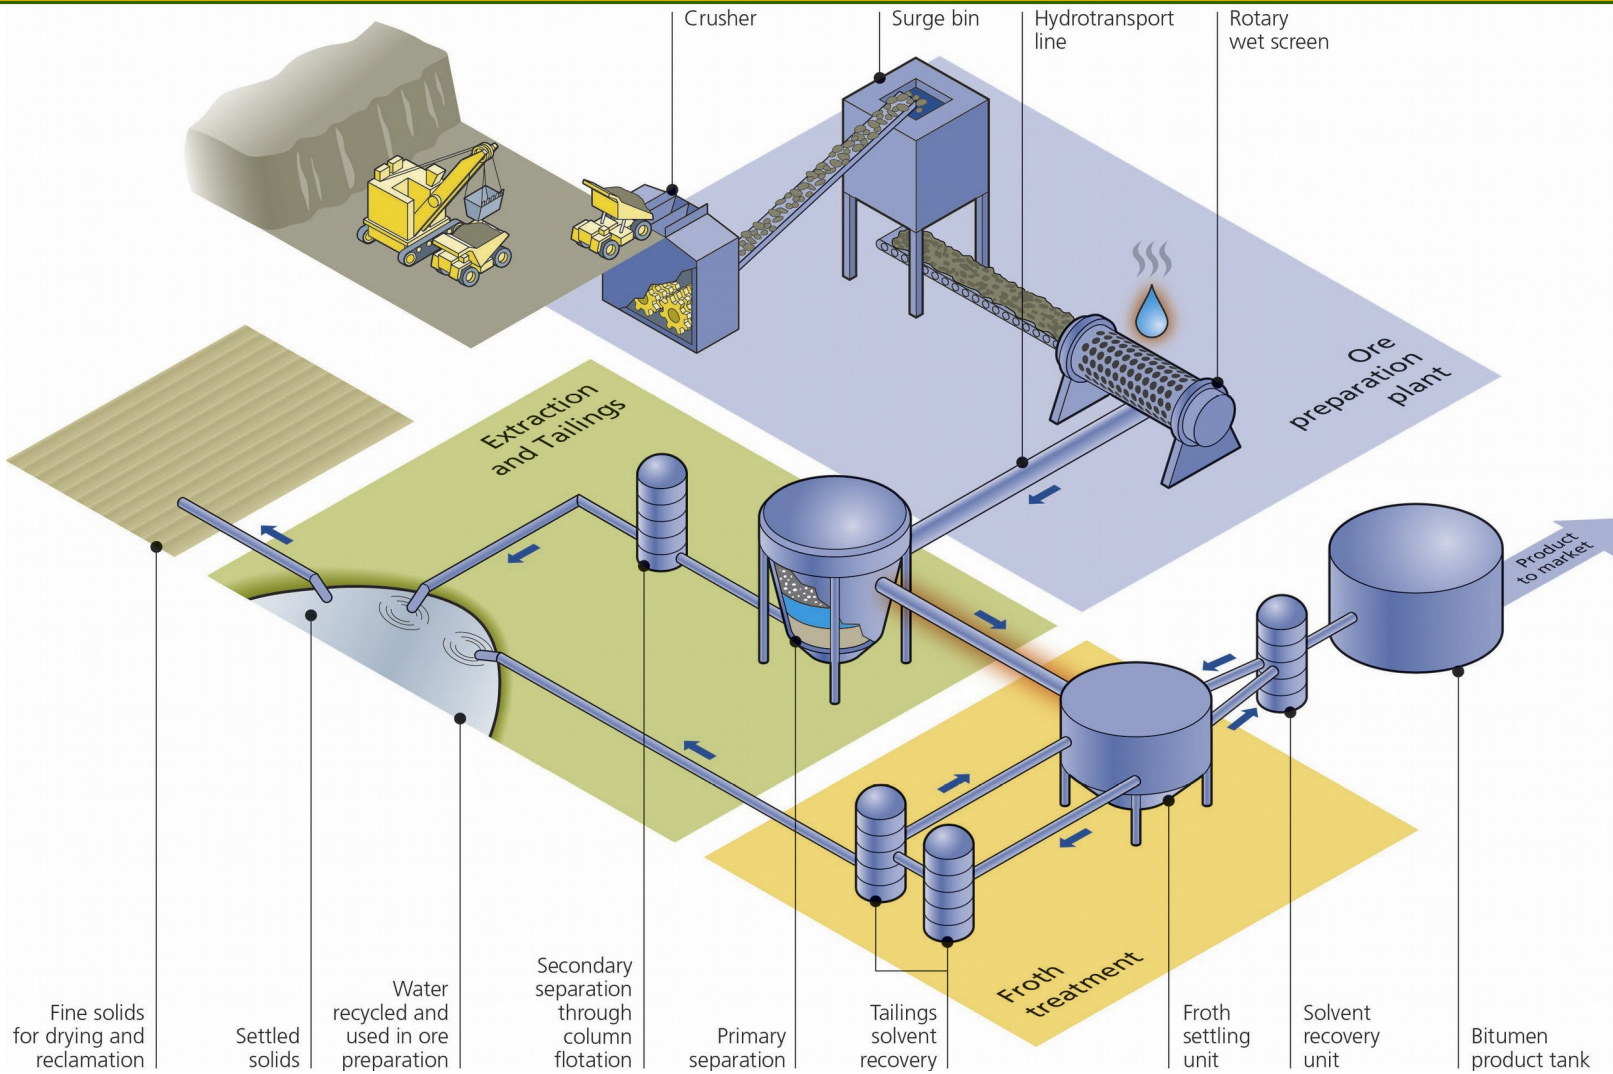 Crusher
Surge bin
Hydrotransport
line
Rotary
wet screen
Ore
preparation
plant
Extraction
and Tailings
Product
to market
Froth
treatment
Fine solids
for drying and
reclamation
Settled
solids
Water
recycled and
used in ore
preparation
Secondary
separation
through
column
flotation
Primary
separation
Tailings
solvent
recovery
Froth
settling
unit
Solvent
recovery
unit
Bitumen
product tank